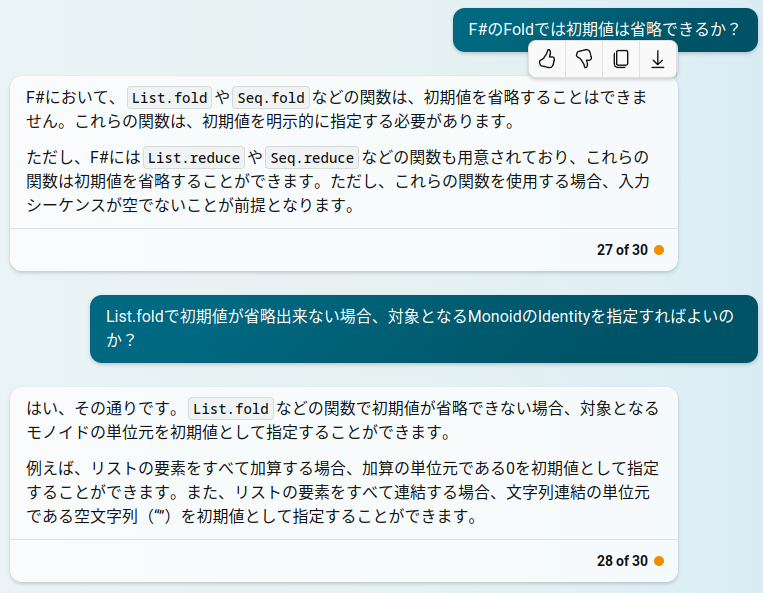 F#のFoldでは初期値は省略できるか？
F#において、 List.fold や Seq.fold などの関数は、初期値を省略することはできま
せん。これらの関数は、初期値を明示的に指定する必要があります。
ただし、F#には List.reduce や Seq.reduce などの関数も用意されており、これらの
関数は初期値を省略することができます。ただし、これらの関数を使用する場合、入力
シーケンスが空でないことが前提となります。
27 of 30
List.foldで初期値が省略出来ない場合、対象となるMonoidのIdentityを指定すればよいの
か？
はい、その通りです。 List.fold などの関数で初期値が省略できない場合、対象となる
モノイドの単位元を初期値として指定することができます。
例えば、リストの要素をすべて加算する場合、加算の単位元である0を初期値として指定
することができます。また、リストの要素をすべて連結する場合、文字列連結の単位元
である空文字列（“”）を初期値として指定することができます。
28 of 30